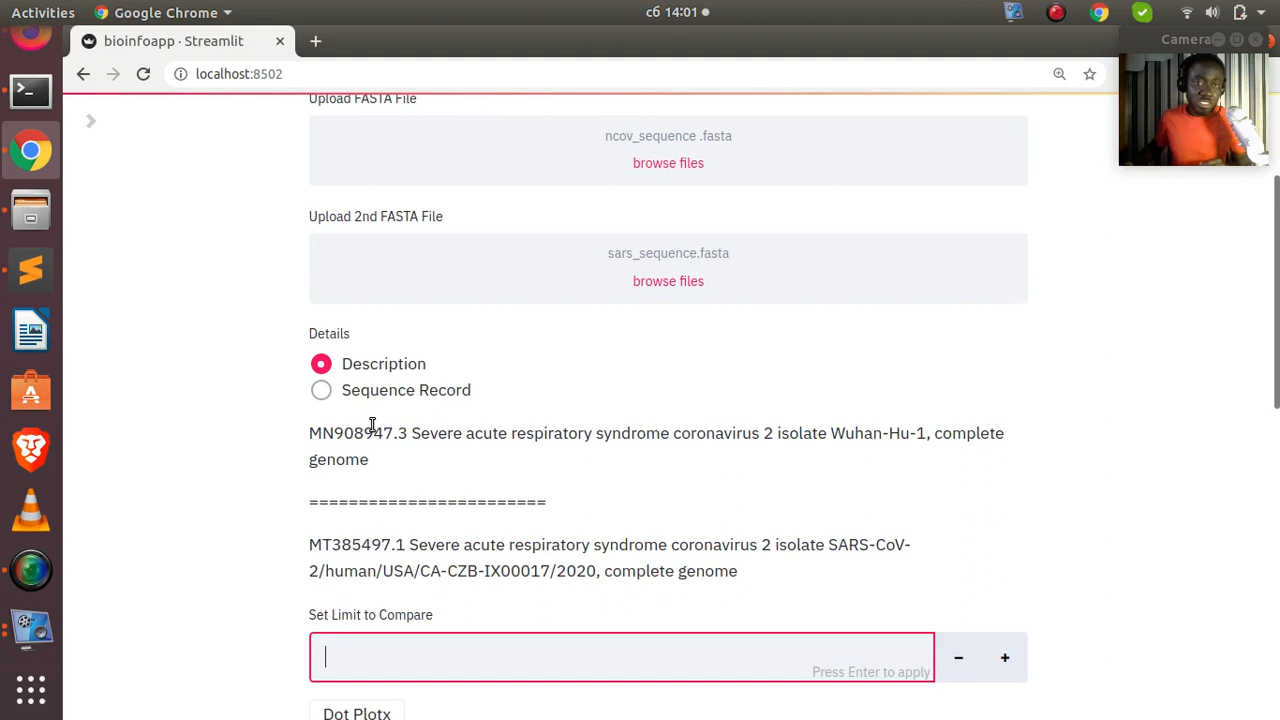 Activities Google Chrome сб 14:01
bioinfoapp · Streamlit
Camera
localhost:8502
Upload FASTA File
ncov_sequence .fasta
browse files
Upload 2nd FASTA File
sars_sequence.fasta
browse files
Details
Description
Sequence Record
MN908947.3 Severe acute respiratory syndrome coronavirus 2 isolate Wuhan-Hu-1, complete
genome
========================
MT385497.1 Severe acute respiratory syndrome coronavirus 2 isolate SARS-CoV-
2/human/USA/CA-CZB-IX00017/2020, complete genome
Set Limit to Compare
Press Enter to apply
Dot Plotx